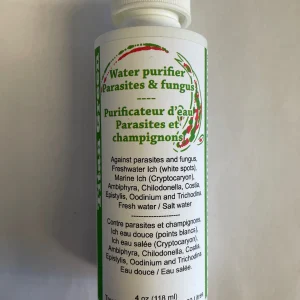 Water purifier
Parasites & fungus
----
Purificateur d'eau
Parasites et
champignons
Against parasites and fungus,
Freshwater Ich (white spots),
Marine Ich (Cryptocaryon),
Ambiphyra, Chilodonella, Costia,
Epistylis, Oodinium and Trichodina.
Fresh water / Salt water
--------------
Contre parasites et champignons,
Ich eau douce (points blancs),
Ich eau salée (Cryptocaryon),
Ambiphyra, Chilodonella, Costia,
Epistylis, Oodinium and Trichodina.
Eau douce / Eau salée.
4 oz (118 ml)